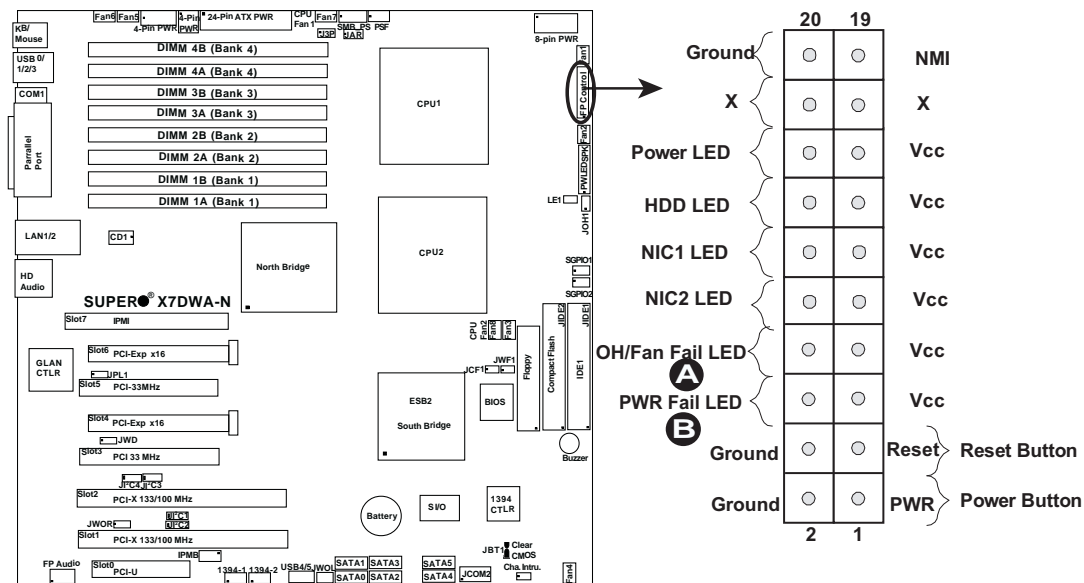 Fan6 Fan5
4-Pin PWR
4-Pin PWR
24-Pin ATX PWR
CPU Fan 1
Fan7
SMB_PS PSF
J3P JAR
8-pin PWR
KB/ Mouse
USB 0/ 1/2/3
COM1
Parrallel Port
LAN1/2
HD Audio
DIMM 4B (Bank 4)
DIMM 4A (Bank 4)
DIMM 3B (Bank 3)
DIMM 3A (Bank 3)
DIMM 2B (Bank 2)
DIMM 2A (Bank 2)
DIMM 1B (Bank 1)
DIMM 1A (Bank 1)
CPU1
CPU2
Fan1
FP Control
Fan2
SPK
PWLED
LE1
JOH1
CD1
North Bridge
SGPIO1
SGPIO2
SUPER® X7DWA-N
Slot7
IPMI
Slot6
PCI-Exp x16
JPL1
Slot5
PCI-33MHz
GLAN CTLR
Slot4
PCI-Exp x16
JWD
Slot3
PCI 33 MHz
JI²C4 JI²C3
Slot2
PCI-X 133/100 MHz
JI²C1
JI²C2
JWOR
Slot1
PCI-X 133/100 MHz
IPMB
Slot0
PCI-U
FP Audio
CPU Fan2
Fan8
Fan3
JWF1
JCF1
BIOS
Floppy
JIDE2
Compact Flash
JIDE1
IDE1
ESB2
South Bridge
Buzzer
Battery
SI/O
1394 CTLR
JBT1
Clear CMOS
Cha. Intru.
1394-1 1394-2
USB4/5
JWOL
SATA1 SATA3
SATA0 SATA2
SATA5
SATA4
JCOM2
Fan4
20 19
Ground NMI
X X
Power LED Vcc
HDD LED Vcc
NIC1 LED Vcc
NIC2 LED Vcc
OH/Fan Fail LED Vcc
A
PWR Fail LED Vcc
B
Ground Reset Reset Button
Ground PWR Power Button
2 1